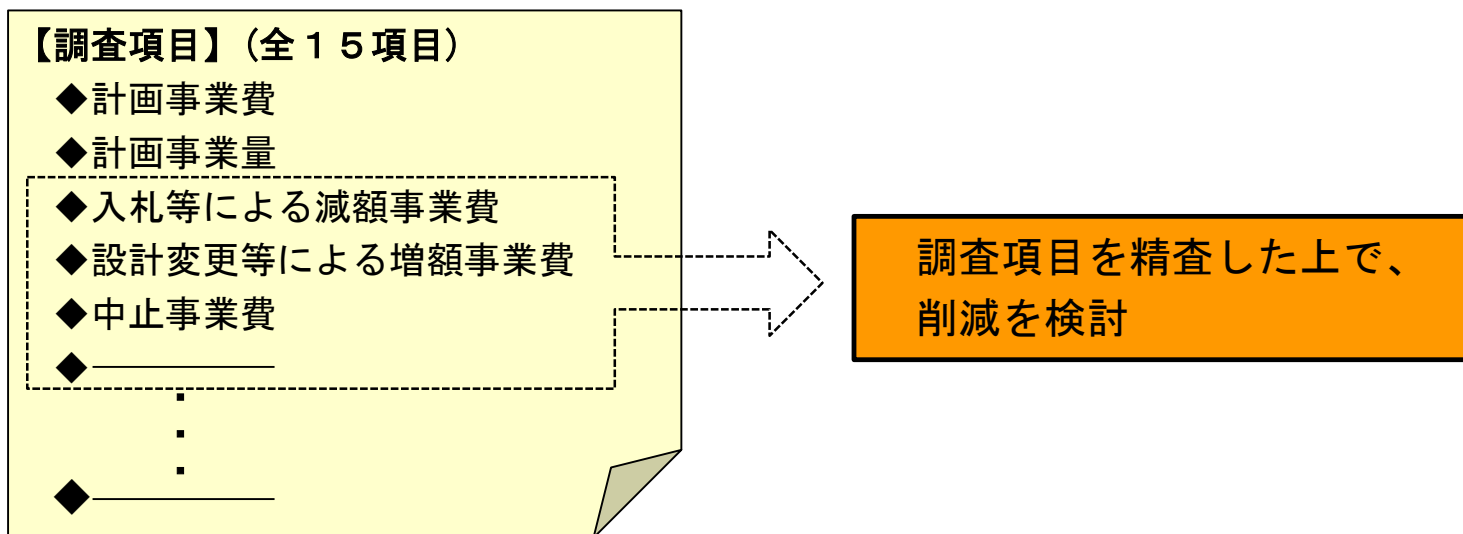 【調査項目】（全１５項目）
◆計画事業費
◆計画事業量
◆入札等による減額事業費
◆設計変更等による増額事業費
◆中止事業費
調査項目を精査した上で、
削減を検討